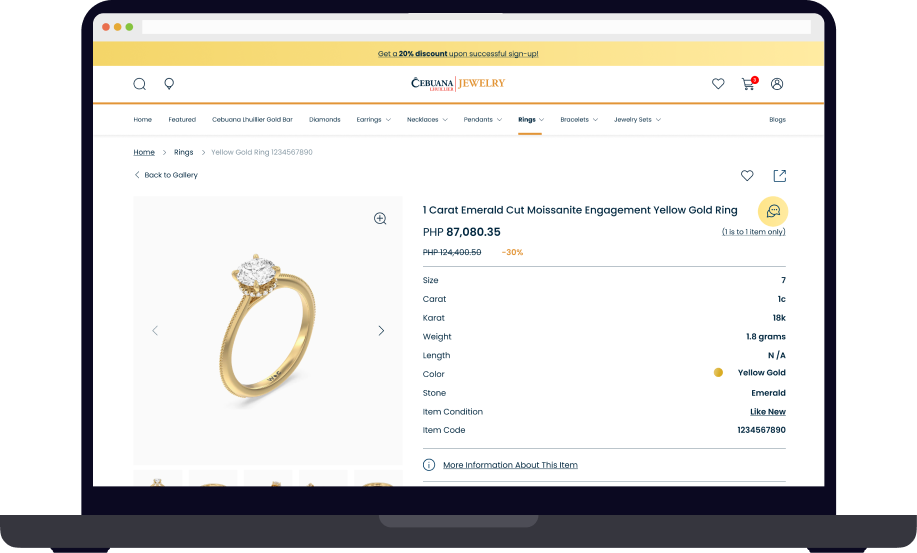 Get a 20% discount upon successful sign-up!
CEBUANA LHUILLIER JEWELRY
1
Home Featured Cebuana Lhuillier Gold Bar Diamonds Earrings Necklaces Pendants Rings Bracelets Jewelry Sets Blogs
Home > Rings > Yellow Gold Ring 1234567890
Back to Gallery
1 Carat Emerald Cut Moissanite Engagement Yellow Gold Ring
PHP 87,080.35
(1 is to 1 item only)
PHP 124,400.50 -30%
Size 7
Carat 1c
Karat 18k
Weight 1.8 grams
Length N /A
Color Yellow Gold
Stone Emerald
Item Condition Like New
Item Code 1234567890
More Information About This Item